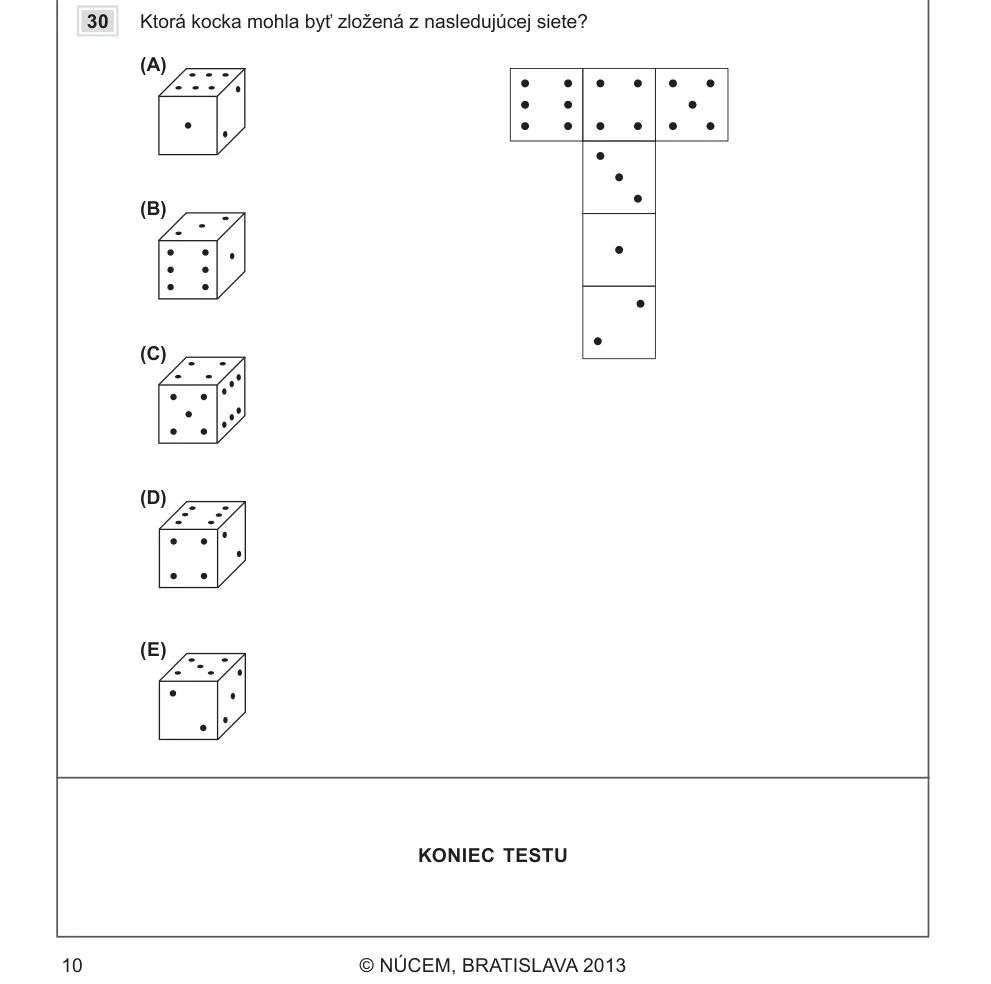 30 Ktorá kocka mohla byť zložená z nasledujúcej siete?
(A)
(B)
(C)
(D)
(E)
KONIEC TESTU
10 © NÚCEM, BRATISLAVA 2013